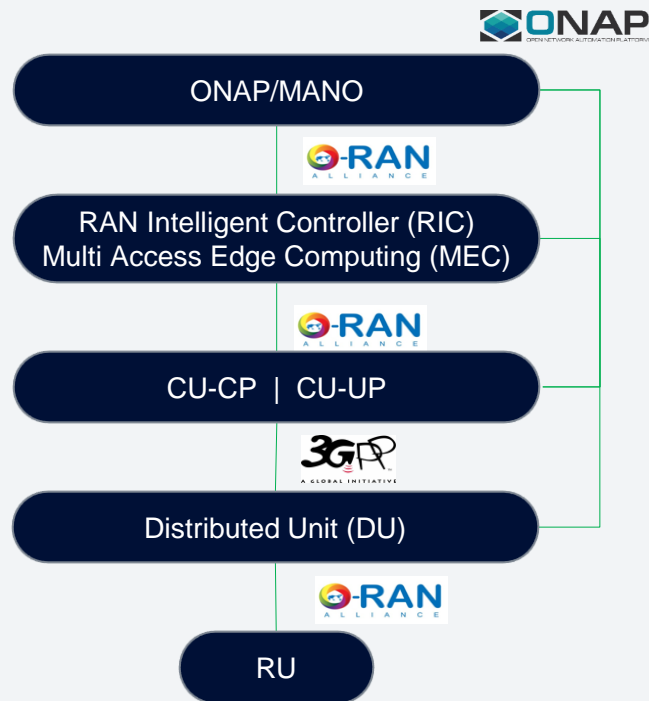 ONAP
OPEN NETWORK AUTOMATION PLATFORM
ONAP/MANO
O-RAN
ALLIANCE
RAN Intelligent Controller (RIC)
Multi Access Edge Computing (MEC)
O-RAN
ALLIANCE
CU-CP | CU-UP
3GPP
A GLOBAL INITIATIVE
Distributed Unit (DU)
O-RAN
ALLIANCE
RU